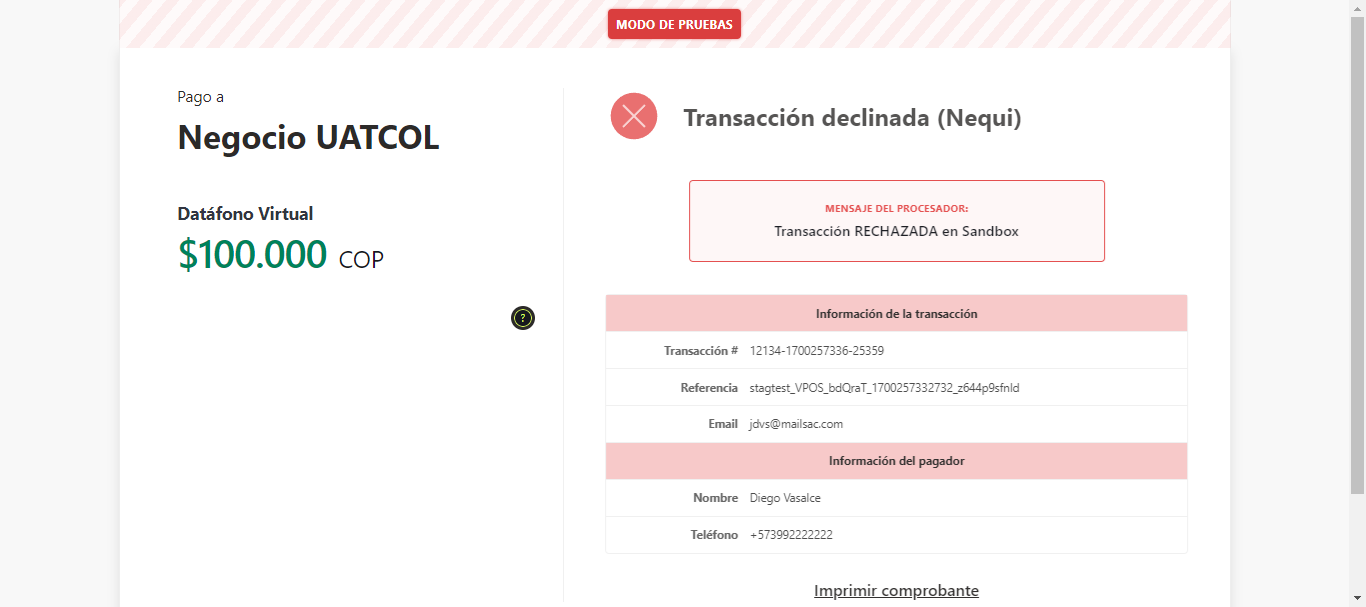 MODO DE PRUEBAS
Pago a
Negocio UATCOL
Datáfono Virtual
$100.000 COP
?
Transacción declinada (Nequi)
MENSAJE DEL PROCESADOR:
Transacción RECHAZADA en Sandbox
Información de la transacción
Transacción # 12134-1700257336-25359
Referencia stagtest_VPOS_bdQraT_1700257332732_z644p9sfnld
Email jdvs@mailsac.com
Información del pagador
Nombre Diego Vasalce
Teléfono +573992222222
Imprimir comprobante